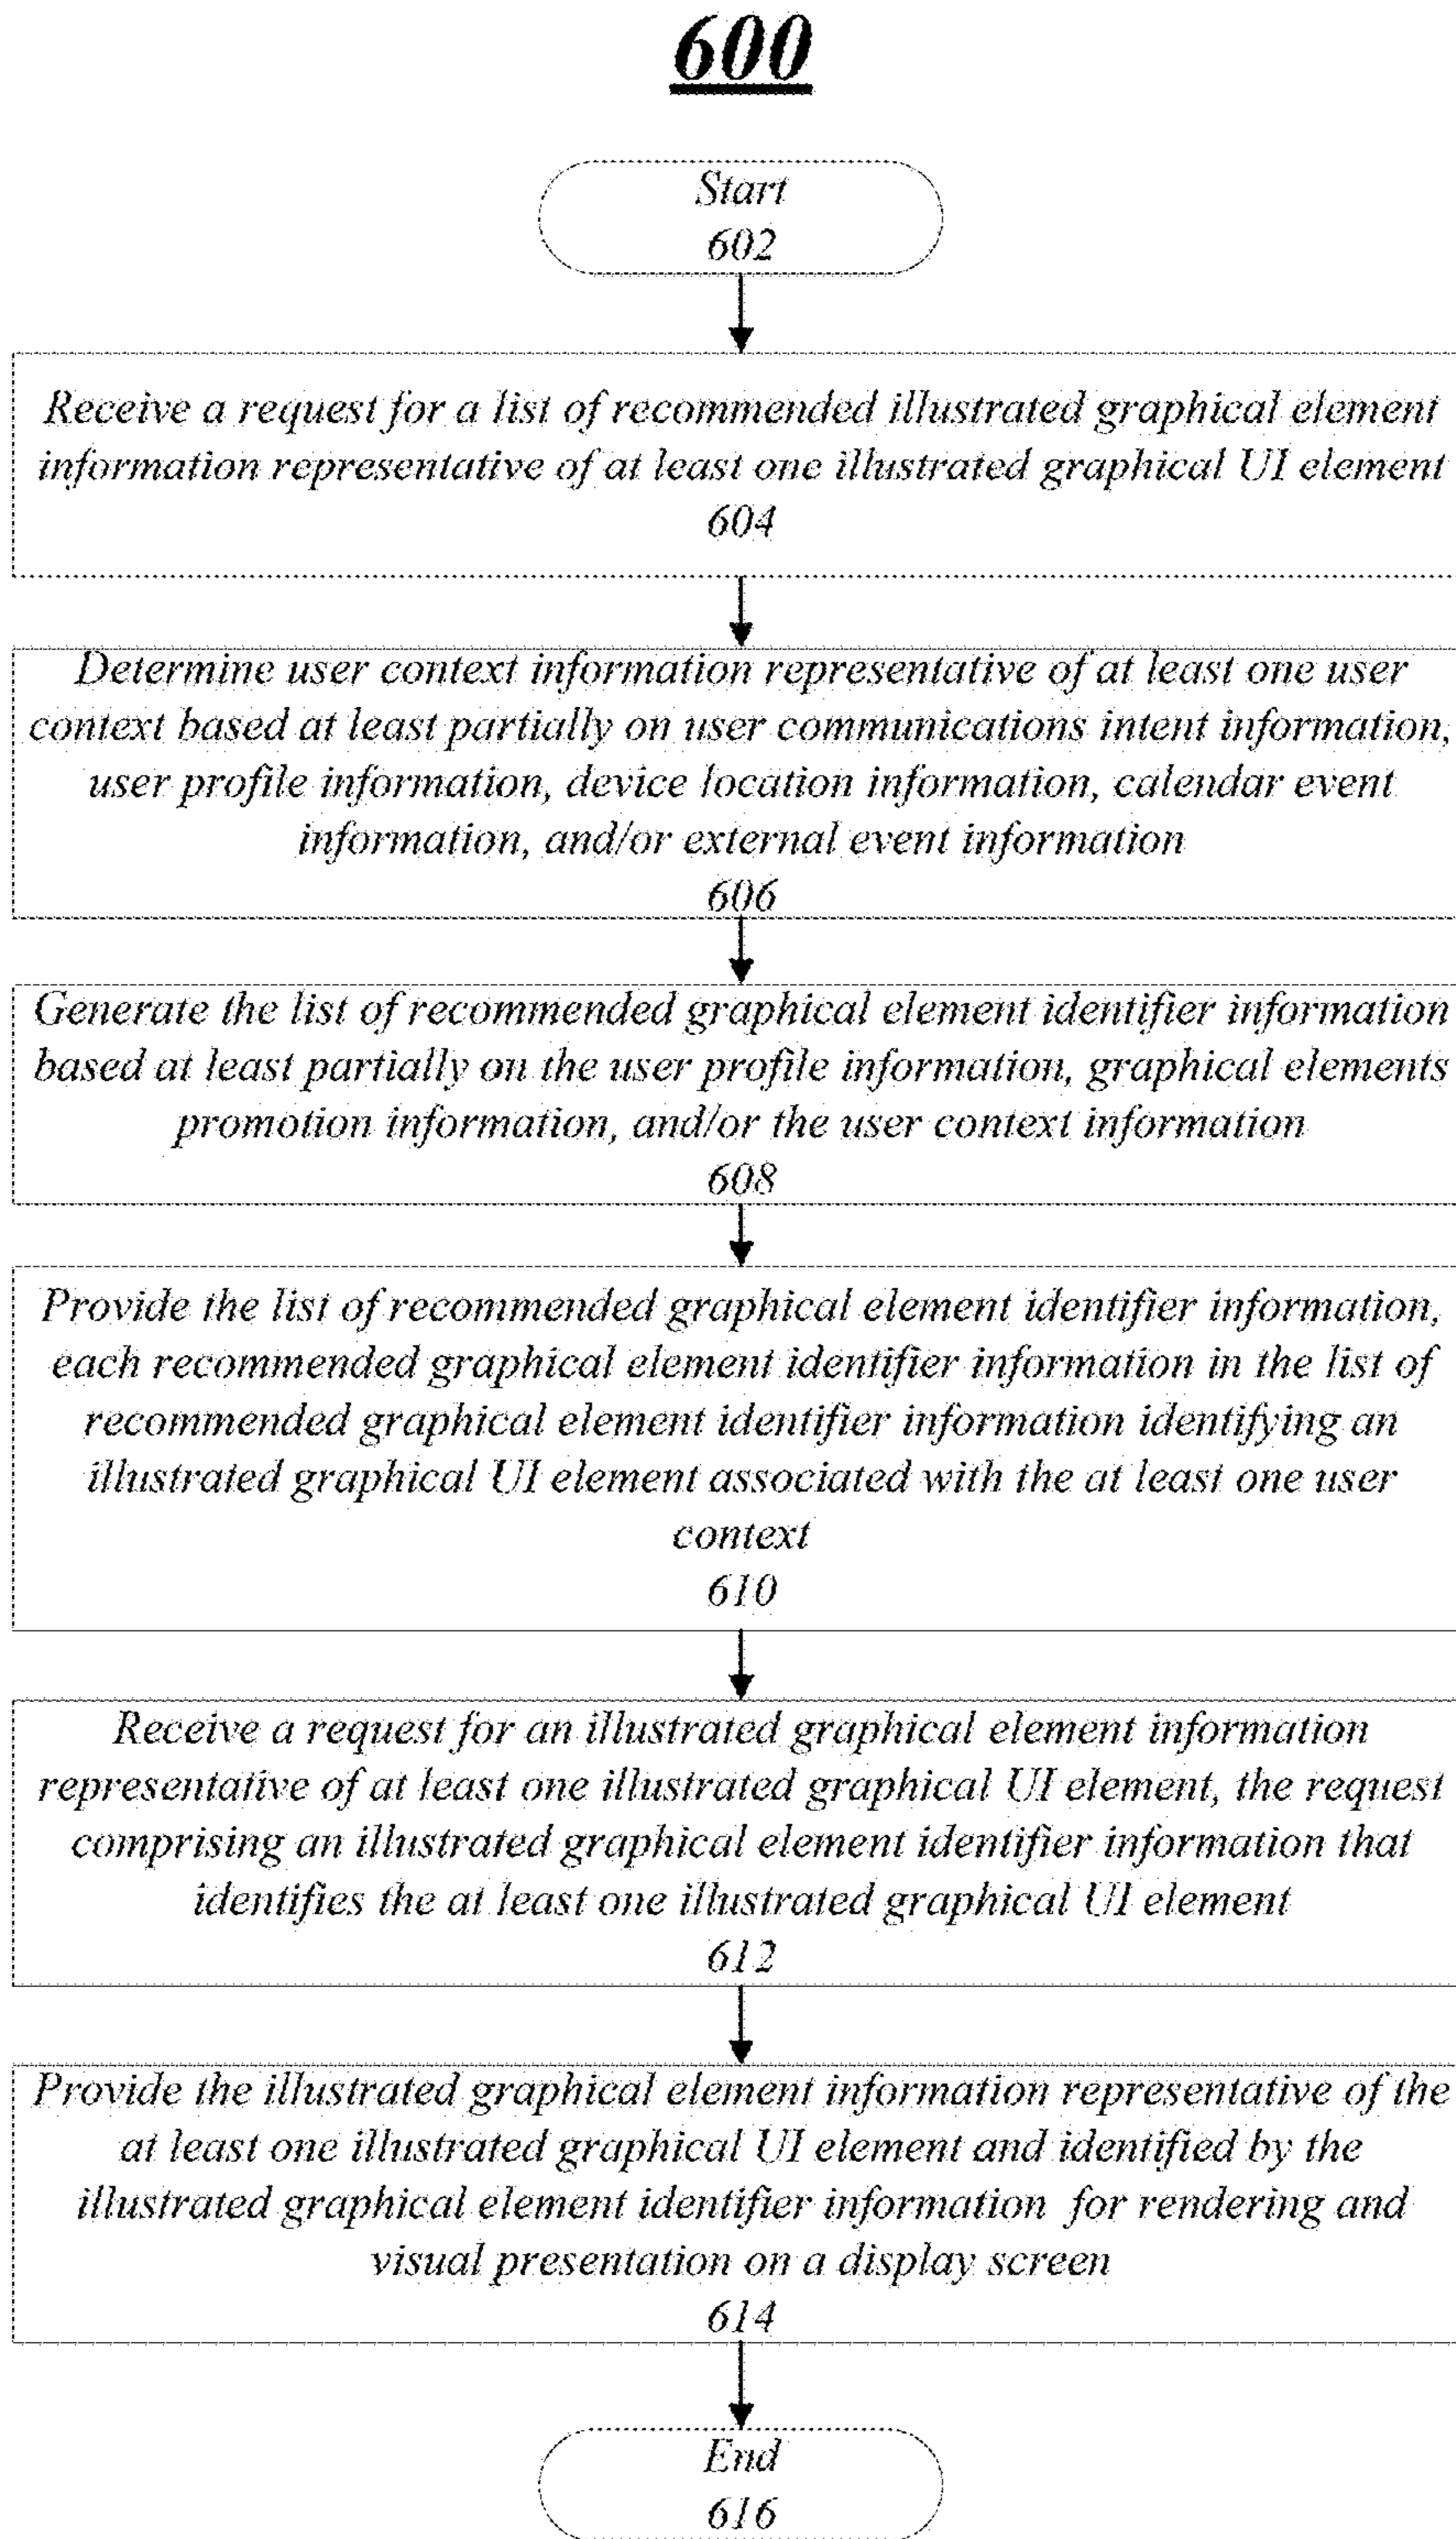 600
Start
602
Receive a request for a list of recommended illustrated graphical element
information representative of at least one illustrated graphical UI element
604
Determine user context information representative of at least one user
context based at least partially on user communications intent information,
user profile information, device location information, calendar event
information, and/or external event information
606
Generate the list of recommended graphical element identifier information
based at least partially on the user profile information, graphical elements
promotion information, and/or the user context information
608
Provide the list of recommended graphical element identifier information,
each recommended graphical element identifier information in the list of
recommended graphical element identifier information identifying an
illustrated graphical UI element associated with the at least one user
context
610
Receive a request for an illustrated graphical element information
representative of at least one illustrated graphical UI element, the request
comprising an illustrated graphical element identifier information that
identifies the at least one illustrated graphical UI element
612
Provide the illustrated graphical element information representative of the
at least one illustrated graphical UI element and identified by the
illustrated graphical element identifier information for rendering and
visual presentation on a display screen
614
End
616